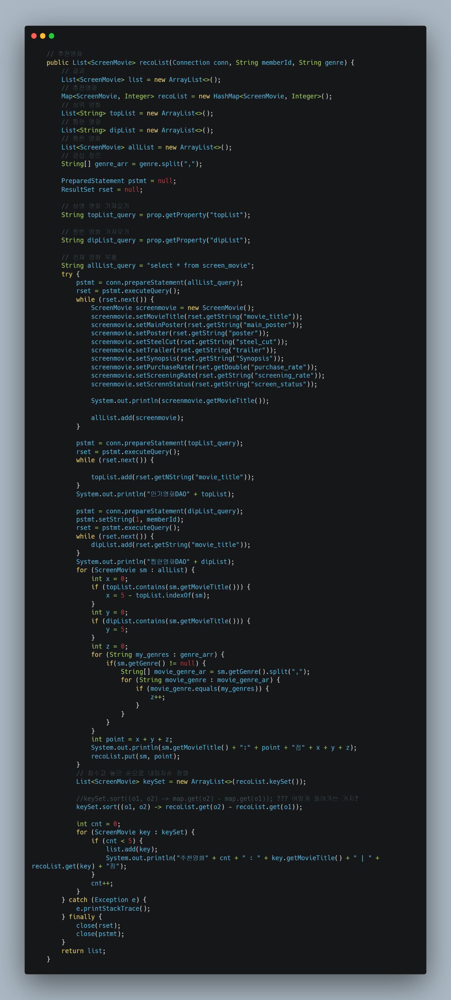 // 추천영화
public List<ScreenMovie> recoList(Connection conn, String memberId, String genre) {
// 결과
List<ScreenMovie> list = new ArrayList<>();
// 추천영화
Map<ScreenMovie, Integer> recoList = new HashMap<ScreenMovie, Integer>();
// 상위 영화
List<String> topList = new ArrayList<>();
// 찜한 영화
List<String> dipList = new ArrayList<>();
// 찜한 영화
List<ScreenMovie> allList = new ArrayList<>();
// 관심 장르
String[] genre_arr = genre.split(",");
PreparedStatement pstmt = null;
ResultSet rset = null;
// 상영 영화 가져오기
String topList_query = prop.getProperty("topList");
// 찜한 영화 가져오기
String dipList_query = prop.getProperty("dipList");
// 전체 영화 목록
String allList_query = "select * from screen_movie";
try {
pstmt = conn.prepareStatement(allList_query);
rset = pstmt.executeQuery();
while (rset.next()) {
ScreenMovie screenmovie = new ScreenMovie();
screenmovie.setMovieTitle(rset.getString("movie_title"));
screenmovie.setMainPoster(rset.getString("main_poster"));
screenmovie.setPoster(rset.getString("poster"));
screenmovie.setSteelCut(rset.getString("steel_cut"));
screenmovie.setTrailer(rset.getString("trailer"));
screenmovie.setSynopsis(rset.getString("Synopsis"));
screenmovie.setPurchaseRate(rset.getDouble("purchase_rate"));
screenmovie.setScreeningRate(rset.getString("screening_rate"));
screenmovie.setScrennStatus(rset.getString("screen_status"));
System.out.println(screenmovie.getMovieTitle());
allList.add(screenmovie);
}
pstmt = conn.prepareStatement(topList_query);
rset = pstmt.executeQuery();
while (rset.next()) {
topList.add(rset.getNString("movie_title"));
}
System.out.println("인기영화DAO" + topList);
pstmt = conn.prepareStatement(dipList_query);
pstmt.setString(1, memberId);
rset = pstmt.executeQuery();
while (rset.next()) {
dipList.add(rset.getString("movie_title"));
}
System.out.println("찜한영화DAO" + dipList);
for (ScreenMovie sm : allList) {
int x = 0;
if (topList.contains(sm.getMovieTitle())) {
x = 5 - topList.indexOf(sm);
}
int y = 0;
if (dipList.contains(sm.getMovieTitle())) {
y = 5;
}
int z = 0;
for (String my_genres : genre_arr) {
if(sm.getGenre() != null) {
String[] movie_genre_ar = sm.getGenre().split(",");
for (String movie_genre : movie_genre_ar) {
if (movie_genre.equals(my_genres)) {
z++;
}
}
}
}
int point = x + y + z;
System.out.println(sm.getMovieTitle() + ":" + point + "점" + x + y + z);
recoList.put(sm, point);
}
// 점수고 높은 순으로 내림차순 정렬
List<ScreenMovie> keySet = new ArrayList<>(recoList.keySet());
//keySet.sort((o1, o2) -> map.get(o2) - map.get(o1)); ??? 어떻게 돌아가는 거지?
keySet.sort((o1, o2) -> recoList.get(o2) - recoList.get(o1));
int cnt = 0;
for (ScreenMovie key : keySet) {
if (cnt < 5) {
list.add(key);
System.out.println("추천영화" + cnt + " : " + key.getMovieTitle() + " | " +
recoList.get(key) + "점");
}
cnt++;
}
} catch (Exception e) {
e.printStackTrace();
} finally {
close(rset);
close(pstmt);
}
return list;
}